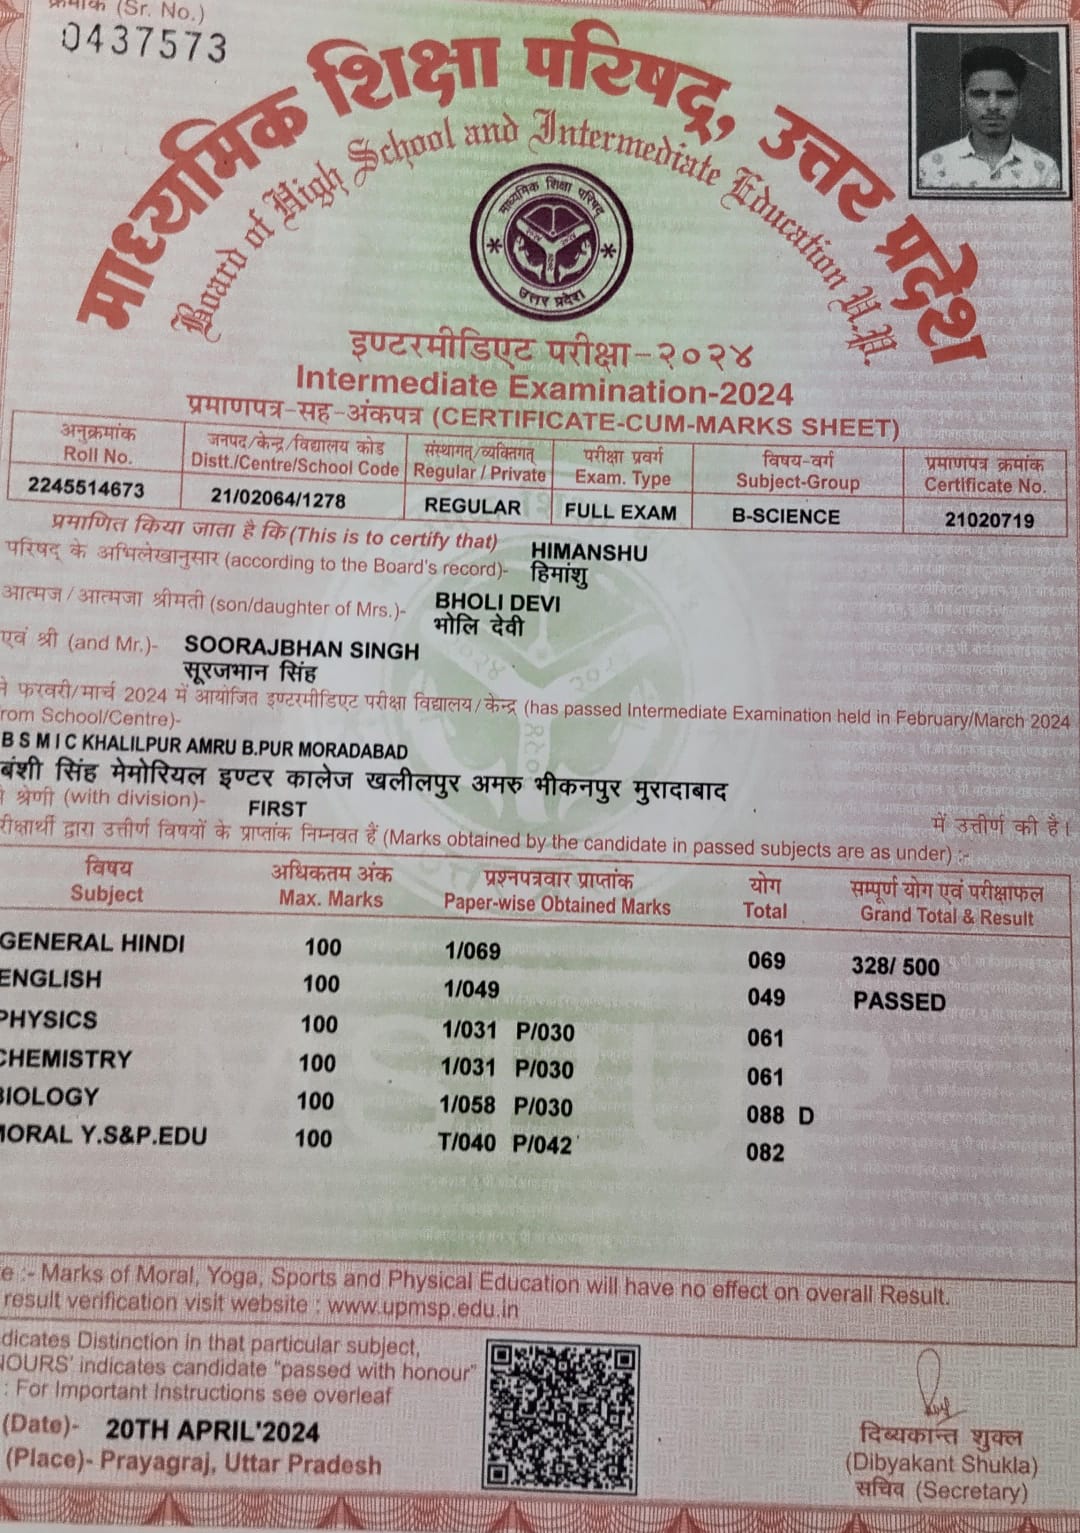 क्रमांक (Sr. No.)
0437573
माध्यमिक शिक्षा परिषद्, उत्तर प्रदेश
Board of High School and Intermediate Education U.P.
माध्यमिक शिक्षा परिषद्
उत्तर प्रदेश
इण्टरमीडिएट परीक्षा-२०२४
Intermediate Examination-2024
प्रमाणपत्र-सह-अंकपत्र (CERTIFICATE-CUM-MARKS SHEET)
अनुक्रमांक जनपद/केन्द्र/विद्यालय कोड संस्थागत/व्यक्तिगत परीक्षा प्रवर्ग विषय-वर्ग प्रमाणपत्र क्रमांक
Roll No. Distt./Centre/School Code Regular / Private Exam. Type Subject-Group Certificate No.
2245514673 21/02064/1278 REGULAR FULL EXAM B-SCIENCE 21020719
प्रमाणित किया जाता है कि (This is to certify that) HIMANSHU
परिषद् के अभिलेखानुसार (according to the Board's record)- हिमांशु
आत्मज/आत्मजा श्रीमती (son/daughter of Mrs.)- BHOLI DEVI
भोलि देवी
एवं श्री (and Mr.)- SOORAJBHAN SINGH
सूरजभान सिंह
ने फरवरी/मार्च 2024 में आयोजित इण्टरमीडिएट परीक्षा विद्यालय/केन्द्र (has passed Intermediate Examination held in February/March 2024
rom School/Centre)-
B S M I C KHALILPUR AMRU B.PUR MORADABAD
बंशी सिंह मेमोरियल इण्टर कालेज खलीलपुर अमरु भीकनपुर मुरादाबाद
श्रेणी (with division)- FIRST में उत्तीर्ण की है।
रीक्षार्थी द्वारा उत्तीर्ण विषयों के प्राप्तांक निम्नवत हैं (Marks obtained by the candidate in passed subjects are as under) :-
विषय अधिकतम अंक प्रश्नपत्रवार प्राप्तांक योग सम्पूर्ण योग एवं परीक्षाफल
Subject Max. Marks Paper-wise Obtained Marks Total Grand Total & Result
GENERAL HINDI 100 1/069 069 328/ 500
ENGLISH 100 1/049 049 PASSED
PHYSICS 100 1/031 P/030 061
CHEMISTRY 100 1/031 P/030 061
BIOLOGY 100 1/058 P/030 088 D
MORAL Y.S&P.EDU 100 T/040 P/042 082
e :- Marks of Moral, Yoga, Sports and Physical Education will have no effect on overall Result.
result verification visit website : www.upmsp.edu.in
dicates Distinction in that particular subject,
NOURS' indicates candidate "passed with honour"
: For Important Instructions see overleaf
(Date)- 20TH APRIL'2024
(Place)- Prayagraj, Uttar Pradesh
दिब्यकान्त शुक्ल
(Dibyakant Shukla)
सचिव (Secretary)